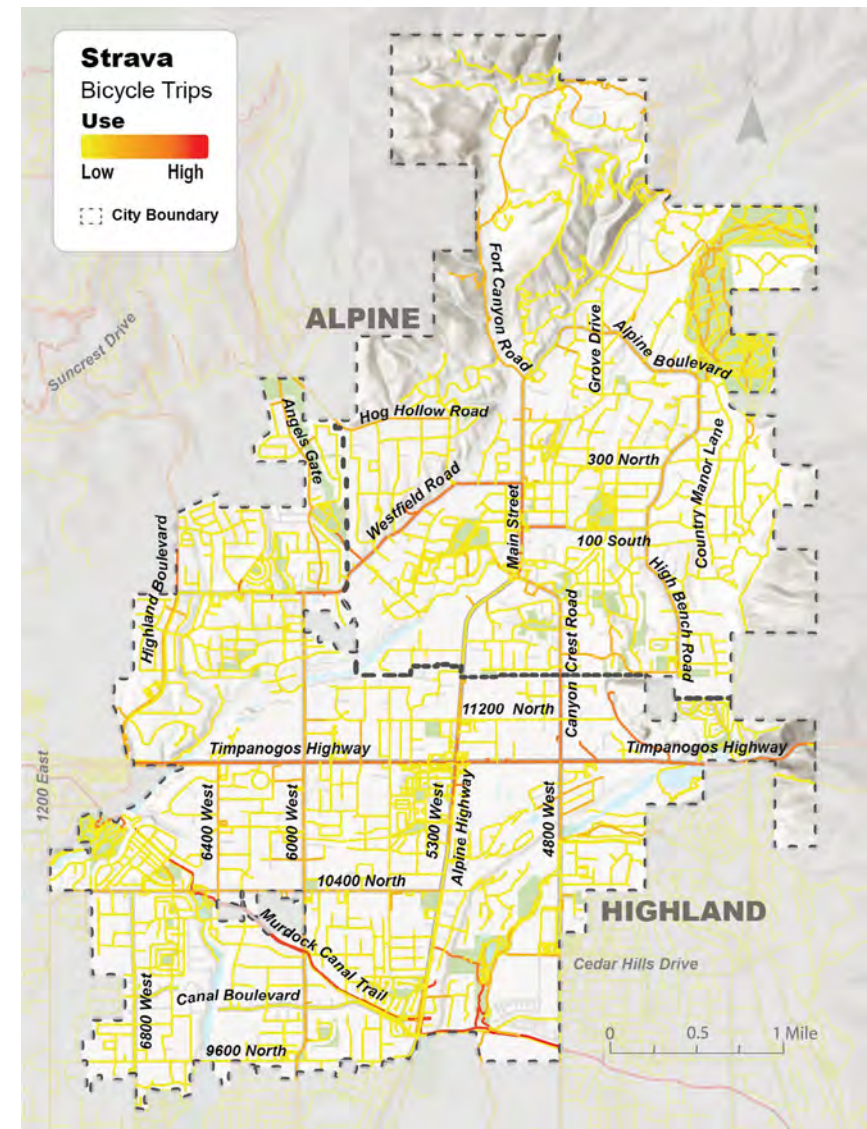 Strava
Bicycle Trips
Use
Low High
City Boundary
ALPINE
Suncrest Drive
Fort Canyon Road
Grove Drive
Alpine Boulevard
Angels Gate
Hog Hollow Road
300 North
Country Manor Lane
Westfield Road
Main Street
100 South
Highland Boulevard
High Bench Road
Canyon Crest Road
11200 North
Timpanogos Highway
Timpanogos Highway
1200 East
6400 West
6000 West
5300 West
Alpine Highway
4800 West
10400 North
HIGHLAND
Murdock Canal Trail
Cedar Hills Drive
Canal Boulevard
6800 West
9600 North
0 0.5 1 Mile